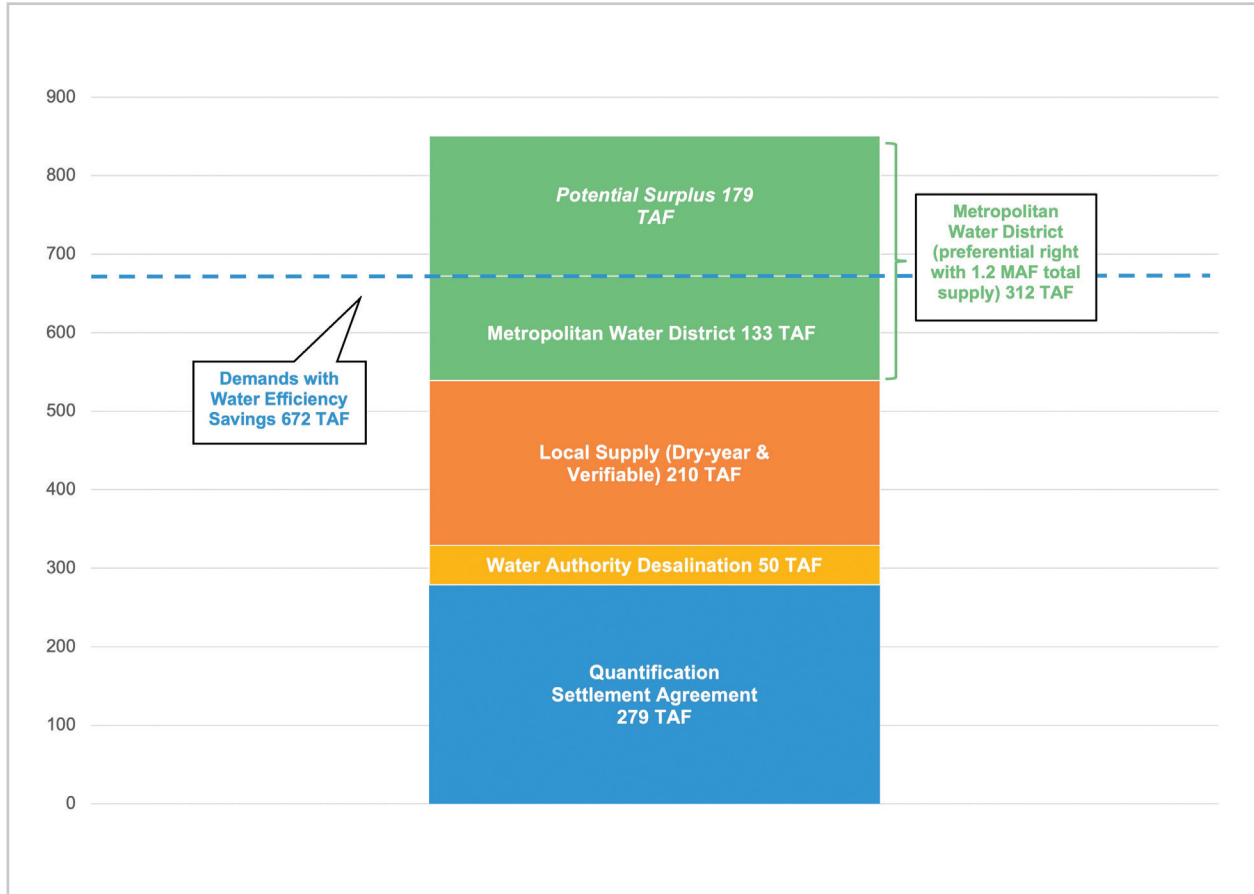 900
800
700
600
500
400
300
200
100
0
Potential Surplus 179
TAF
Metropolitan
Water District
(preferential right
with 1.2 MAF total
supply) 312 TAF
Metropolitan Water District 133 TAF
Demands with
Water Efficiency
Savings 672 TAF
Local Supply (Dry-year &
Verifiable) 210 TAF
Water Authority Desalination 50 TAF
Quantification
Settlement Agreement
279 TAF